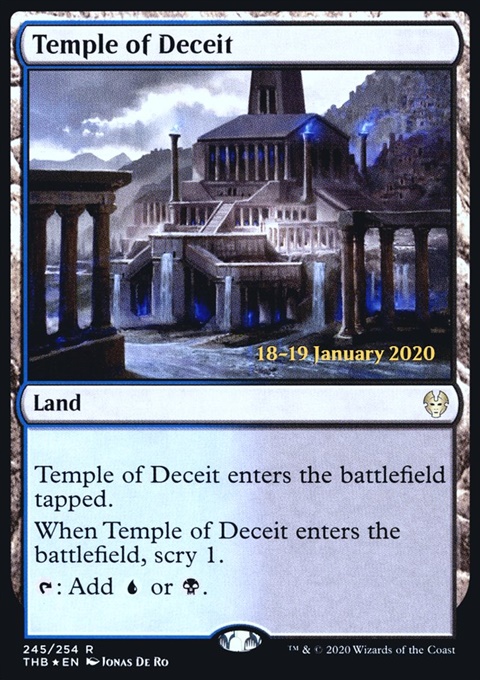 Temple of Deceit
18-19 January 2020
Land
Temple of Deceit enters the battlefield
tapped.
When Temple of Deceit enters the
battlefield, scry 1.
: Add or .
245/254 R
THB★EN Jonas De Ro
™ & © 2020 Wizards of the Coast